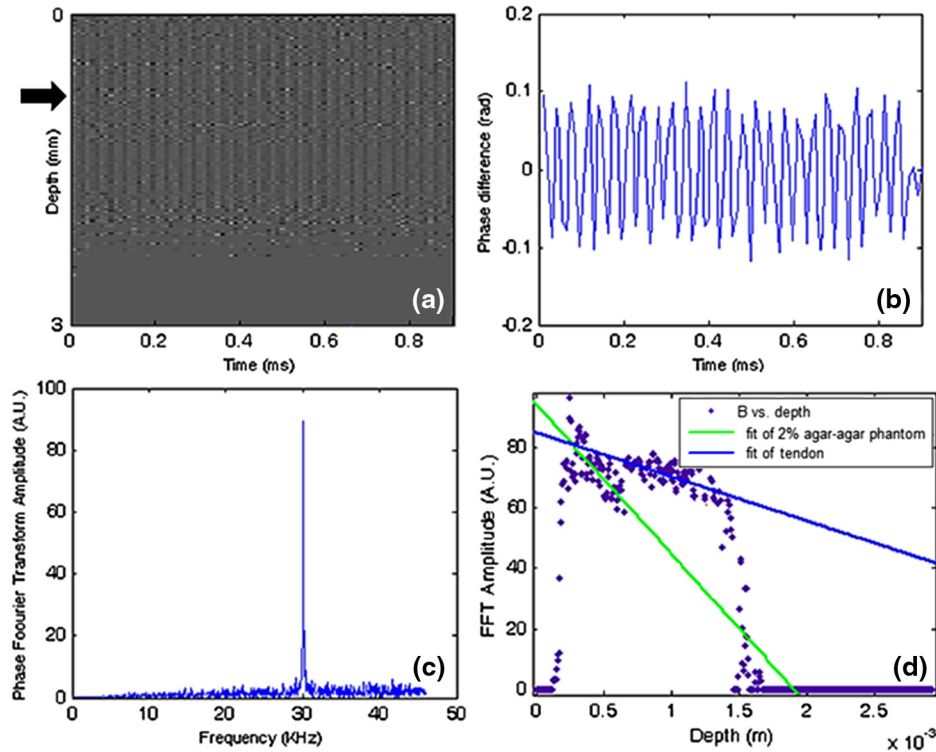 0
Depth (mm)
3
0 0.2 0.4 0.6 0.8
Time (ms)
(a)
0.2
0.1
0
-0.1
-0.2
Phase difference (rad)
0 0.2 0.4 0.6 0.8
Time (ms)
(b)
100
80
60
40
20
0
Phase Foourier Transform Amplitude (A.U.)
0 10 20 30 40 50
Frequency (KHz)
(c)
80
60
40
20
0
FFT Amplitude (A.U.)
B vs. depth
fit of 2% agar-agar phantom
fit of tendon
0 0.5 1 1.5 2 2.5
Depth (m)
x 10⁻³
(d)